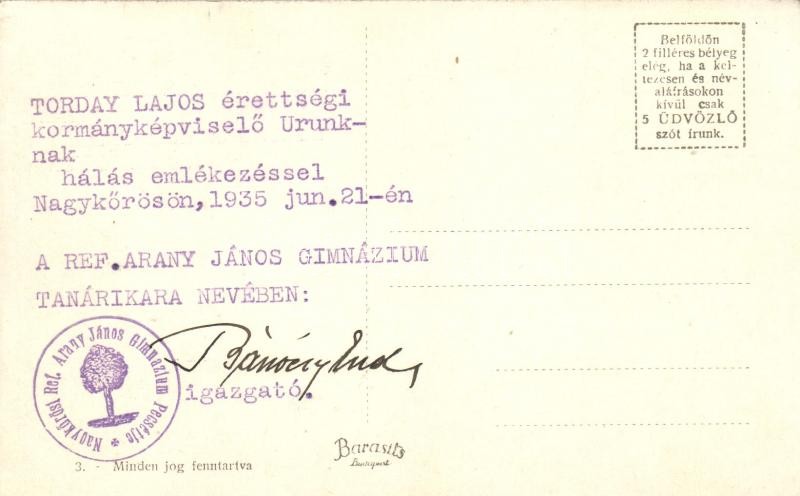 TORDAY LAJOS érettségi
kormányképviselő Urunk-
nak
hálás emlékezéssel
Nagykőrösön, 1935 jun. 21-én
A REF. ARANY JÁNOS GIMNÁZIUM
TANÁRIKARA NEVÉBEN:
igazgató.
Nagykőrösi Ref. Arany János Gimnázium Pecsétje
3. - Minden jog fenntartva
Barasits
Budapest
Belföldön
2 filléres bélyeg
elég, ha a kel-
tezésen és név-
aláírásokon
kívül csak
5 ÜDVÖZLŐ
szót írunk.